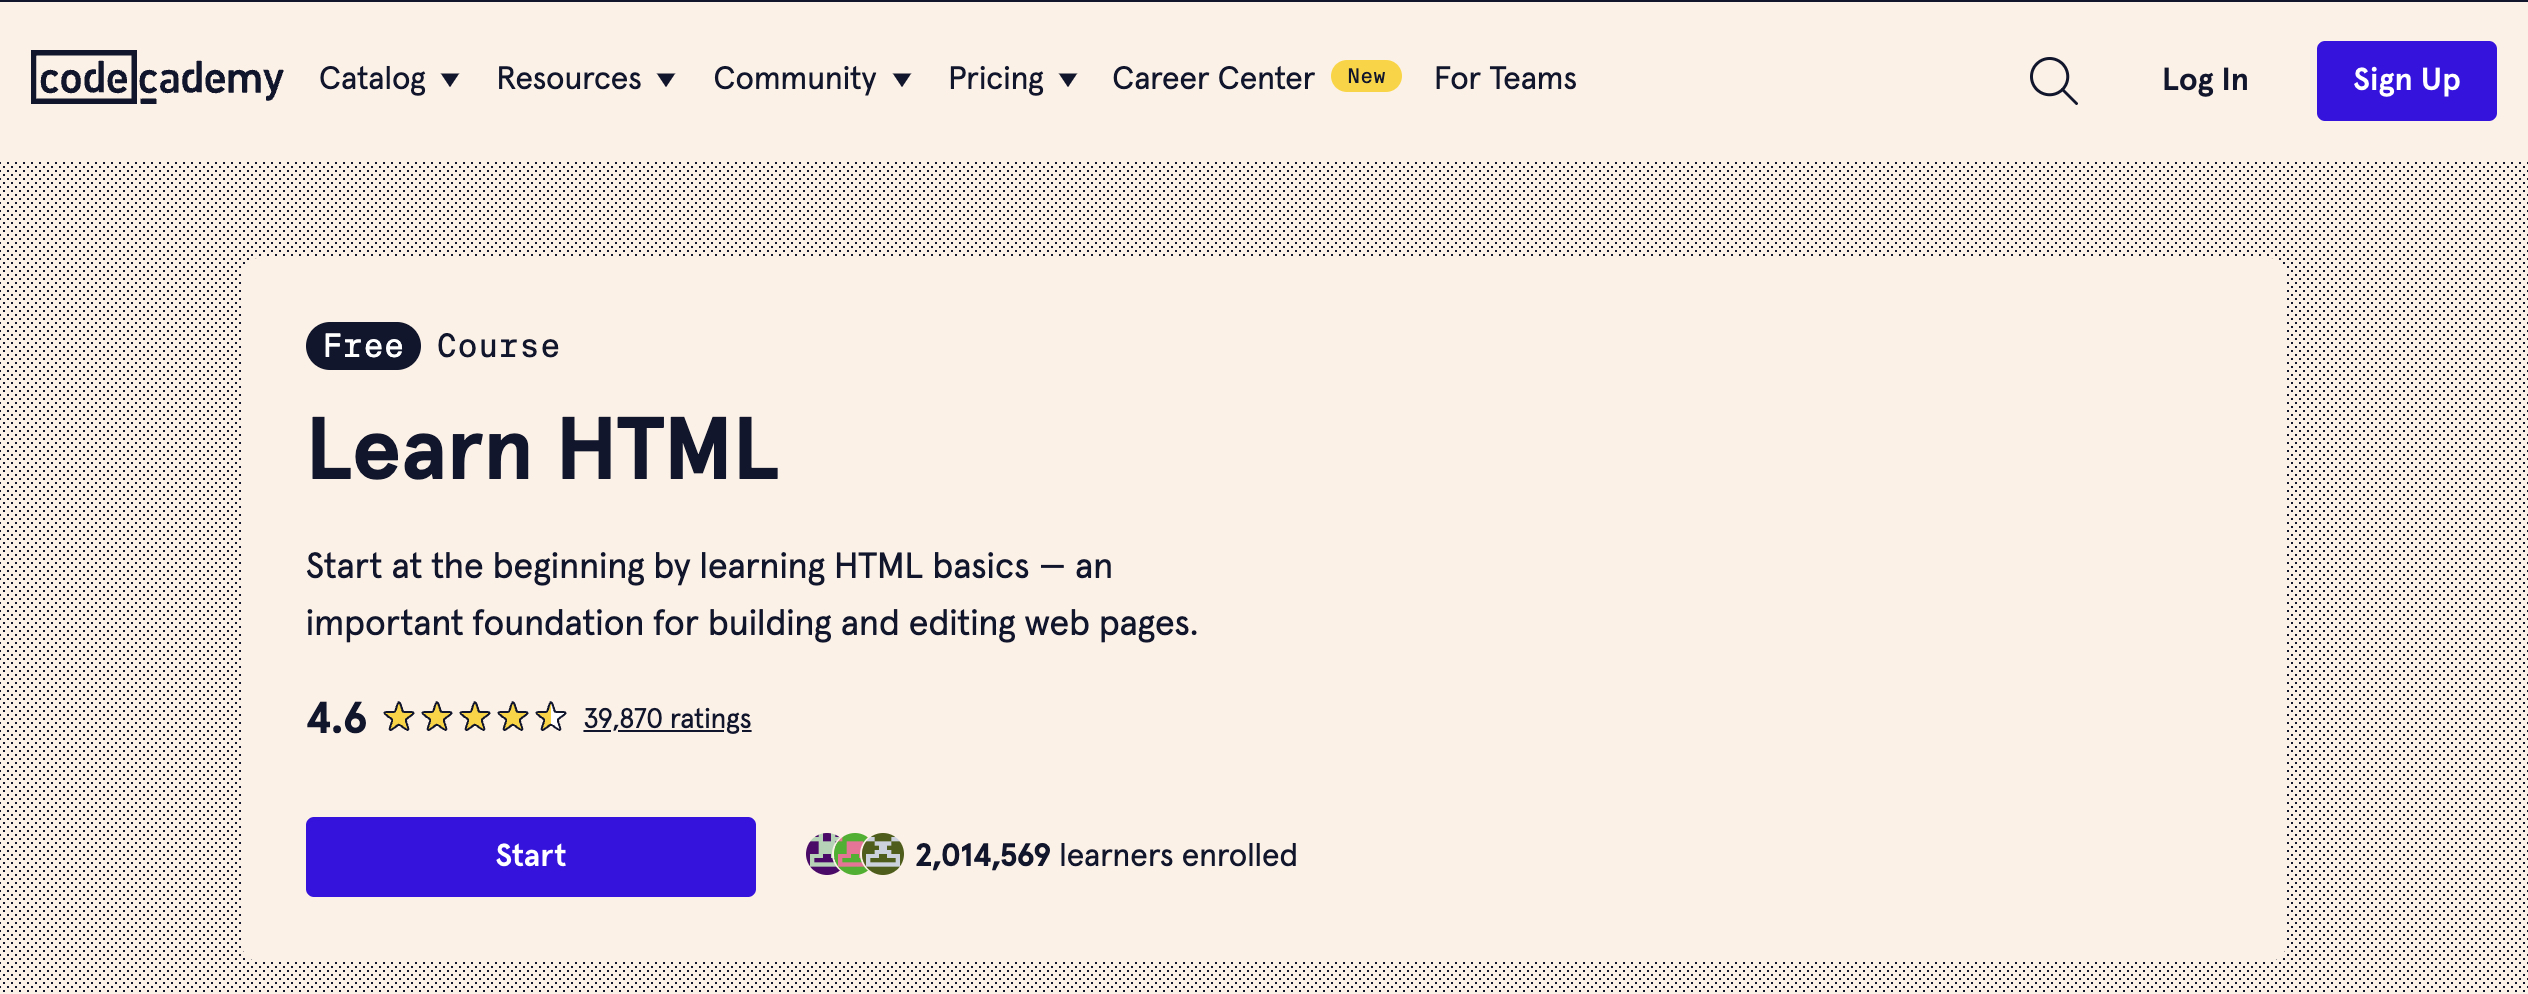 codecademy Catalog Resources Community Pricing Career Center New For Teams Log In Sign Up
Free Course
Learn HTML
Start at the beginning by learning HTML basics — an
important foundation for building and editing web pages.
4.6 39,870 ratings
Start 2,014,569 learners enrolled